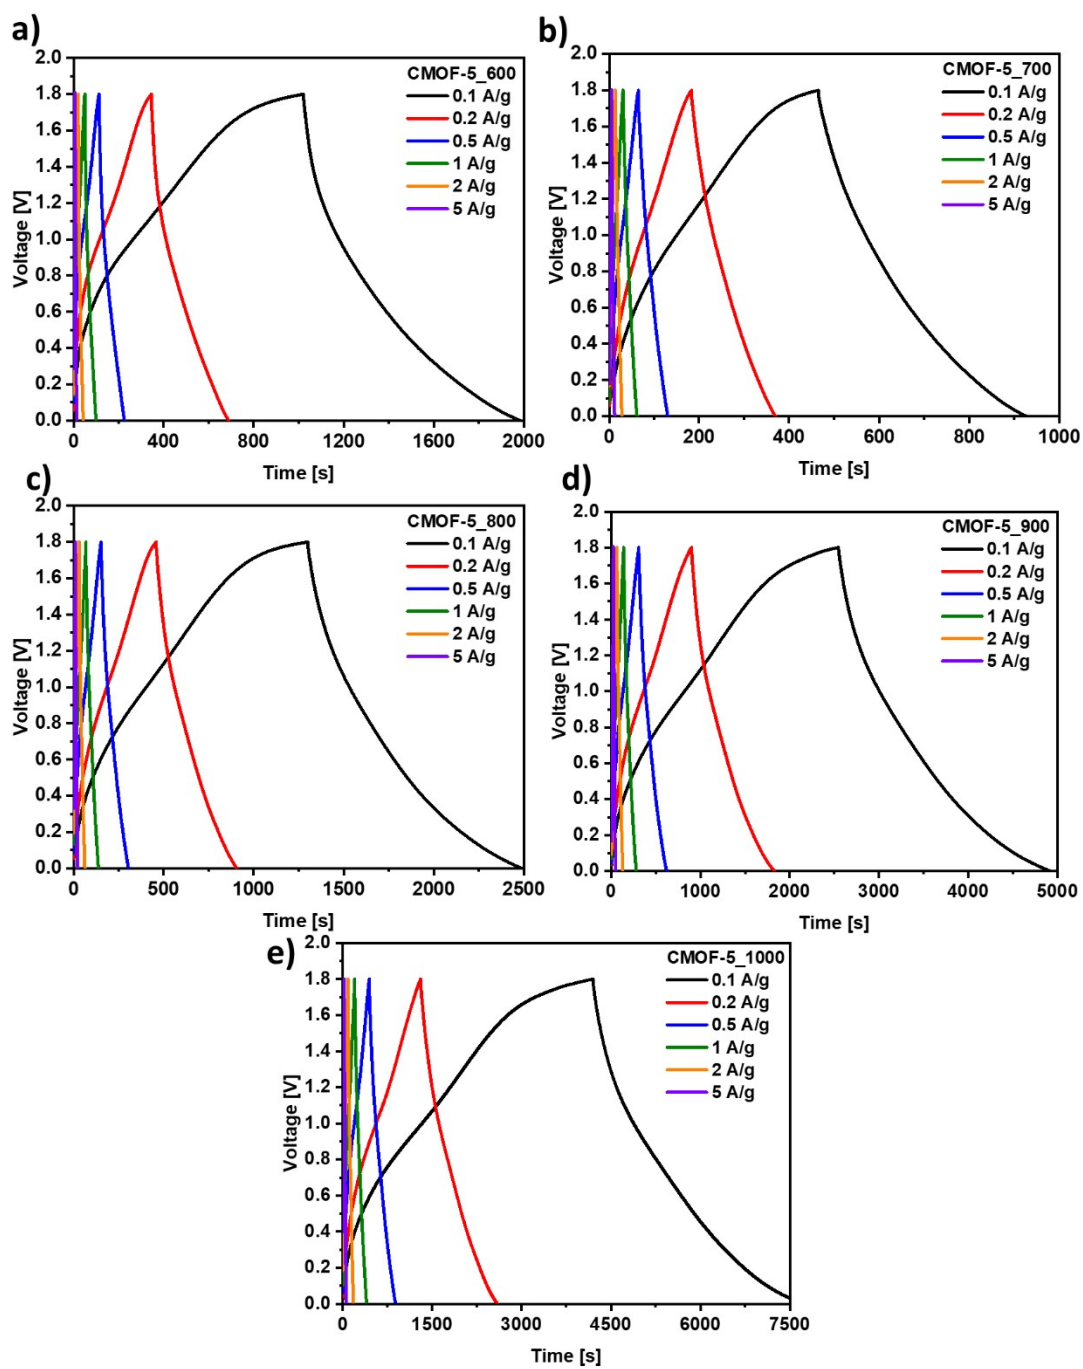 a)
2.0
1.8
1.6
1.4
1.2
1.0
0.8
0.6
0.4
0.2
0.0
Voltage [V]
0 400 800 1200 1600 2000
Time [s]
CMOF-5_600
0.1 A/g
0.2 A/g
0.5 A/g
1 A/g
2 A/g
5 A/g
b)
2.0
1.8
1.6
1.4
1.2
1.0
0.8
0.6
0.4
0.2
0.0
Voltage [V]
0 200 400 600 800 1000
Time [s]
CMOF-5_700
0.1 A/g
0.2 A/g
0.5 A/g
1 A/g
2 A/g
5 A/g
c)
2.0
1.8
1.6
1.4
1.2
1.0
0.8
0.6
0.4
0.2
0.0
Voltage [V]
0 500 1000 1500 2000 2500
Time [s]
CMOF-5_800
0.1 A/g
0.2 A/g
0.5 A/g
1 A/g
2 A/g
5 A/g
d)
2.0
1.8
1.6
1.4
1.2
1.0
0.8
0.6
0.4
0.2
0.0
Voltage [V]
0 1000 2000 3000 4000 5000
Time [s]
CMOF-5_900
0.1 A/g
0.2 A/g
0.5 A/g
1 A/g
2 A/g
5 A/g
e)
2.0
1.8
1.6
1.4
1.2
1.0
0.8
0.6
0.4
0.2
0.0
Voltage [V]
0 1500 3000 4500 6000 7500
Time [s]
CMOF-5_1000
0.1 A/g
0.2 A/g
0.5 A/g
1 A/g
2 A/g
5 A/g